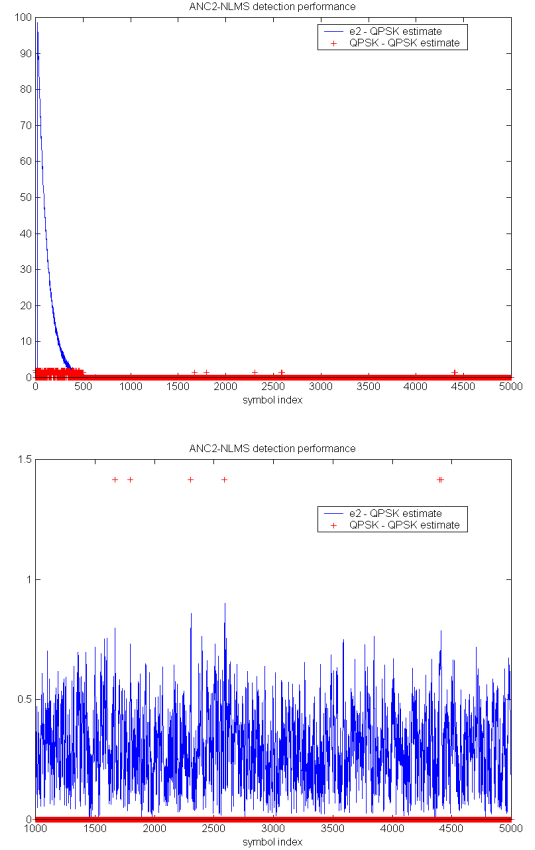 ANC2-NLMS detection performance
100
90
80
70
60
50
40
30
20
10
0
e2 - QPSK estimate
QPSK - QPSK estimate
0 500 1000 1500 2000 2500 3000 3500 4000 4500 5000
symbol index
ANC2-NLMS detection performance
1.5
1
0.5
0
e2 - QPSK estimate
QPSK - QPSK estimate
1000 1500 2000 2500 3000 3500 4000 4500 5000
symbol index